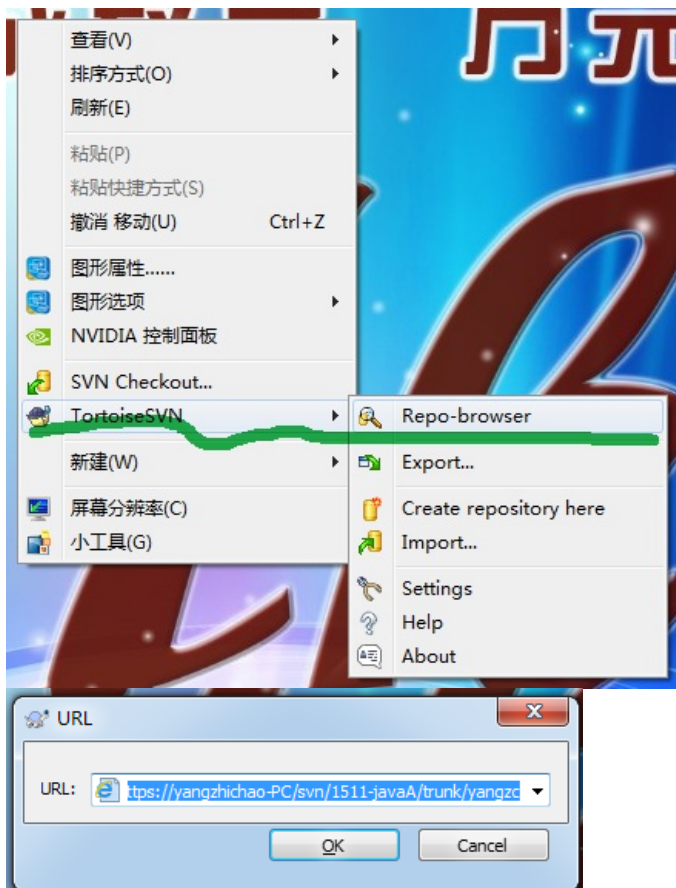 查看(V)
排序方式(O)
刷新(E)
粘贴(P)
粘贴快捷方式(S)
撤消 移动(U) Ctrl+Z
图形属性......
图形选项
NVIDIA 控制面板
SVN Checkout...
TortoiseSVN
Repo-browser
新建(W)
Export...
屏幕分辨率(C)
Create repository here
小工具(G)
Import...
Settings
Help
About
URL
URL: ttps://yangzhichao-PC/svn/1511-javaA/trunk/yangzc
OK Cancel